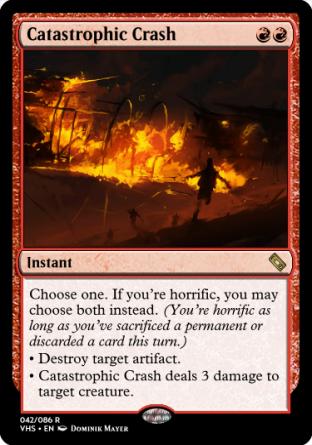 Catastrophic Crash
Instant
Choose one. If you're horrific, you may
choose both instead. (You're horrific as
long as you've sacrificed a permanent or
discarded a card this turn.)
• Destroy target artifact.
• Catastrophic Crash deals 3 damage to
target creature.
042/086 R
VHS • EN Dominik Mayer